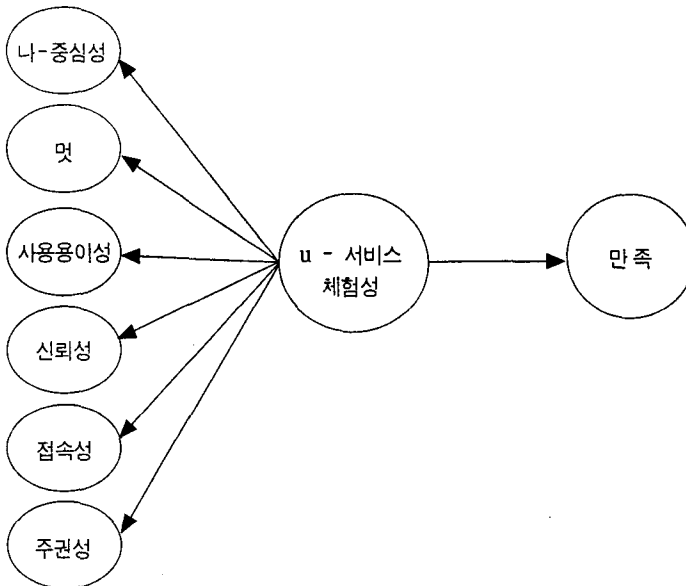 나-중심성
멋
사용용이성
신뢰성
접속성
주권성
u - 서비스
체험성
만 족